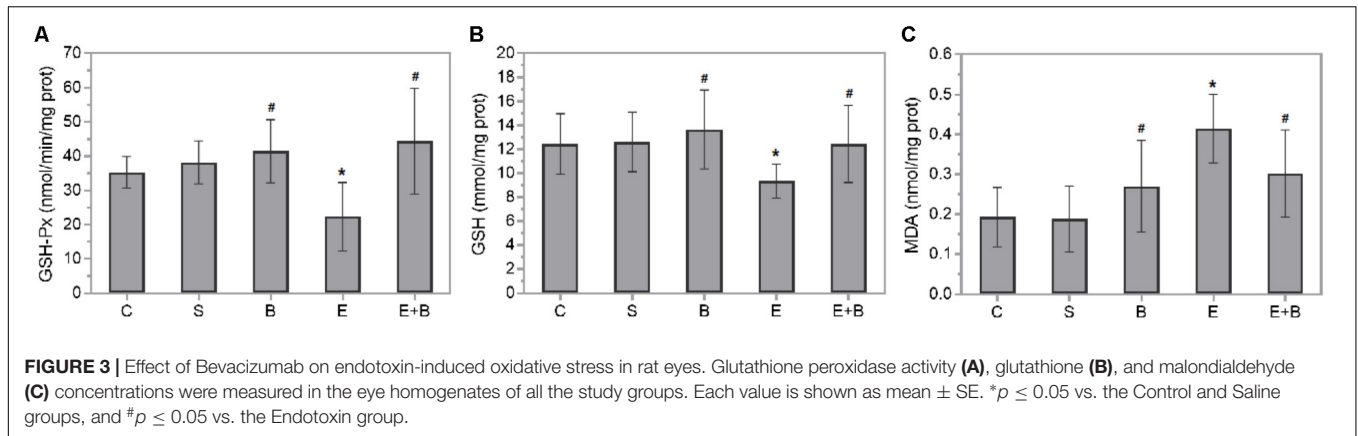 A
70
60
50
40
30
20
10
0
GSH-Px (nmol/min/mg prot)
#
*
#
C S B E E+B
B
20
18
16
14
12
10
8
6
4
2
0
GSH (mmol/mg prot)
#
*
#
C S B E E+B
C
0.6
0.5
0.4
0.3
0.2
0.1
0.0
MDA (nmol/mg prot)
#
*
#
C S B E E+B
FIGURE 3 | Effect of Bevacizumab on endotoxin-induced oxidative stress in rat eyes. Glutathione peroxidase activity (A), glutathione (B), and malondialdehyde
(C) concentrations were measured in the eye homogenates of all the study groups. Each value is shown as mean ± SE. *p ≤ 0.05 vs. the Control and Saline
groups, and #p ≤ 0.05 vs. the Endotoxin group.